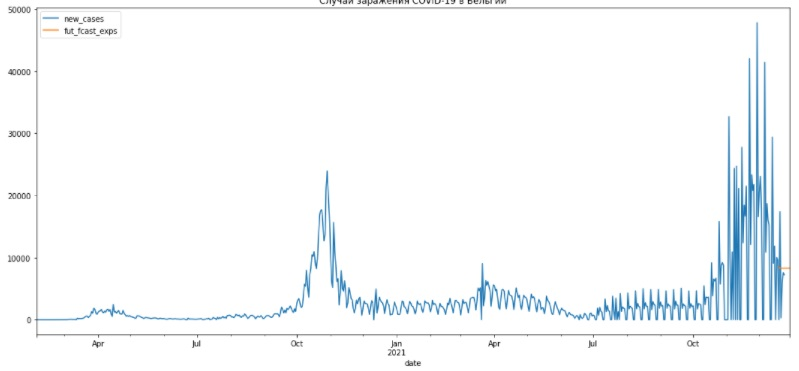 Случаи заражения COVID-19 в Бельгии
new_cases
fut_fcast_exps
50000
40000
30000
20000
10000
0
Apr
Jul
Oct
Jan
2021
Apr
Jul
Oct
date